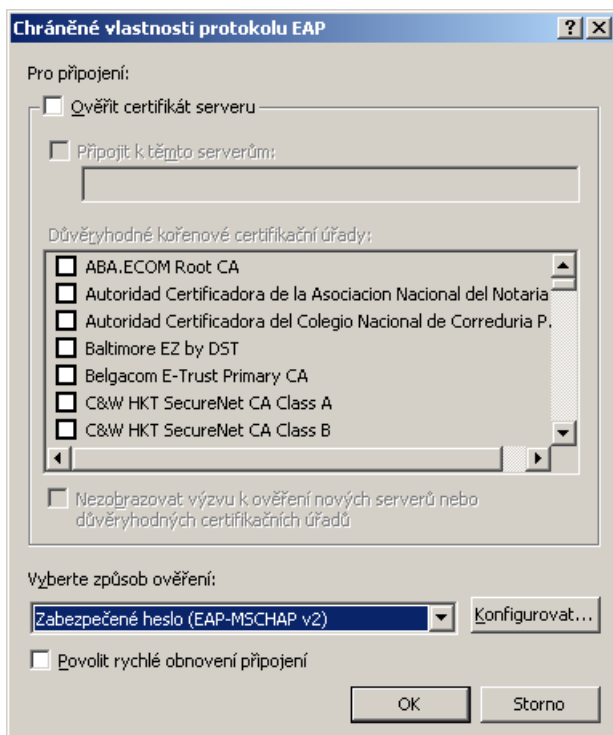 Chráněné vlastnosti protokolu EAP
Pro připojení:
Ověřit certifikát serveru
Připojit k těmto serverům:
Důvěryhodné kořenové certifikační úřady:
ABA.ECOM Root CA
Autoridad Certificadora de la Asociacion Nacional del Notaria
Autoridad Certificadora del Colegio Nacional de Correduria P.
Baltimore EZ by DST
Belgacom E-Trust Primary CA
C&W HKT SecureNet CA Class A
C&W HKT SecureNet CA Class B
Nezobrazovat výzvu k ověření nových serverů nebo
důvěryhodných certifikačních úřadů
Vyberte způsob ověření:
Zabezpečené heslo (EAP-MSCHAP v2)
Konfigurovat...
Povolit rychlé obnovení připojení
OK
Storno